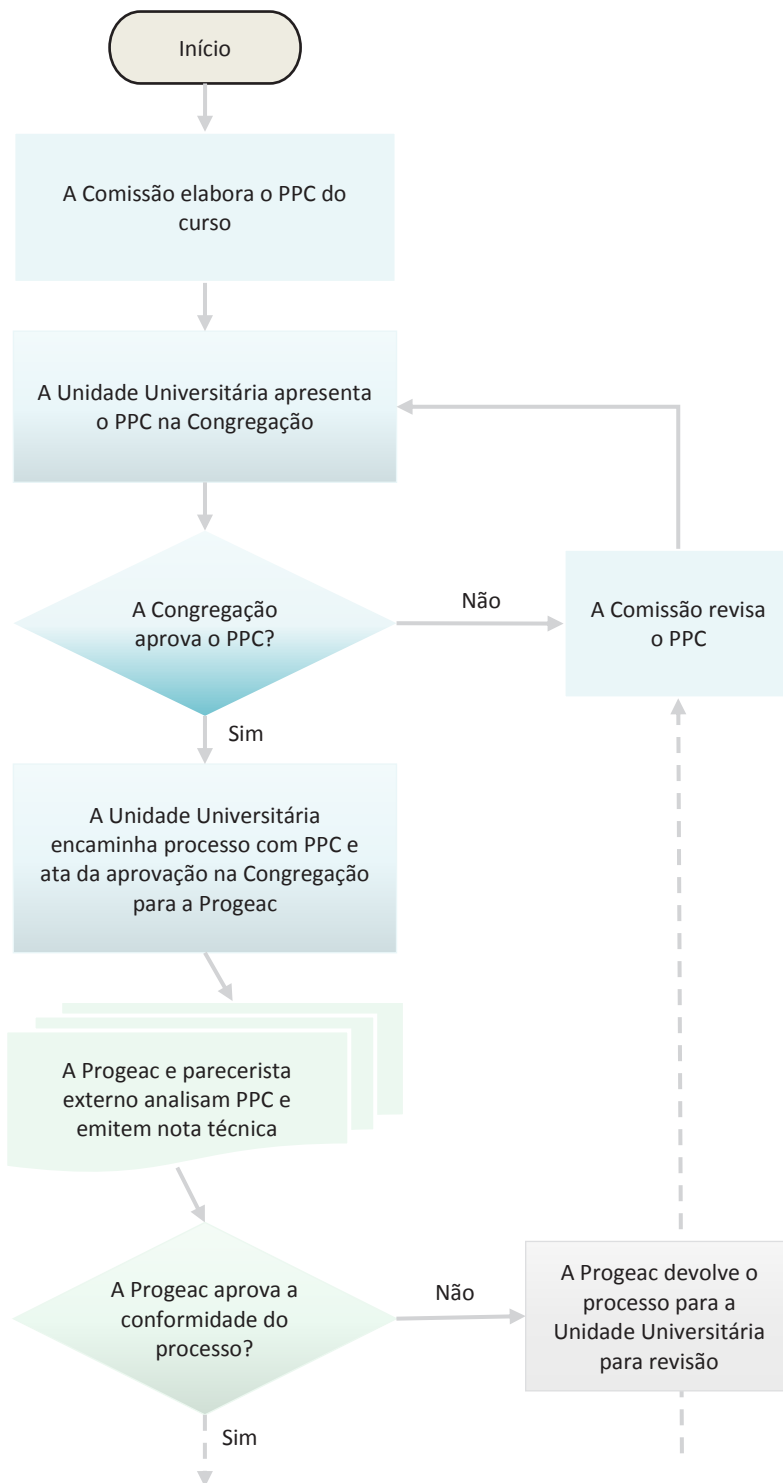 Início
A Comissão elabora o PPC do
curso
A Unidade Universitária apresenta
o PPC na Congregação
A Congregação
aprova o PPC?
Não
A Comissão revisa
o PPC
Sim
A Unidade Universitária
encaminha processo com PPC e
ata da aprovação na Congregação
para a Progeac
A Progeac e parecerista
externo analisam PPC e
emitem nota técnica
A Progeac aprova a
conformidade do
processo?
Não
A Progeac devolve o
processo para a
Unidade Universitária
para revisão
Sim